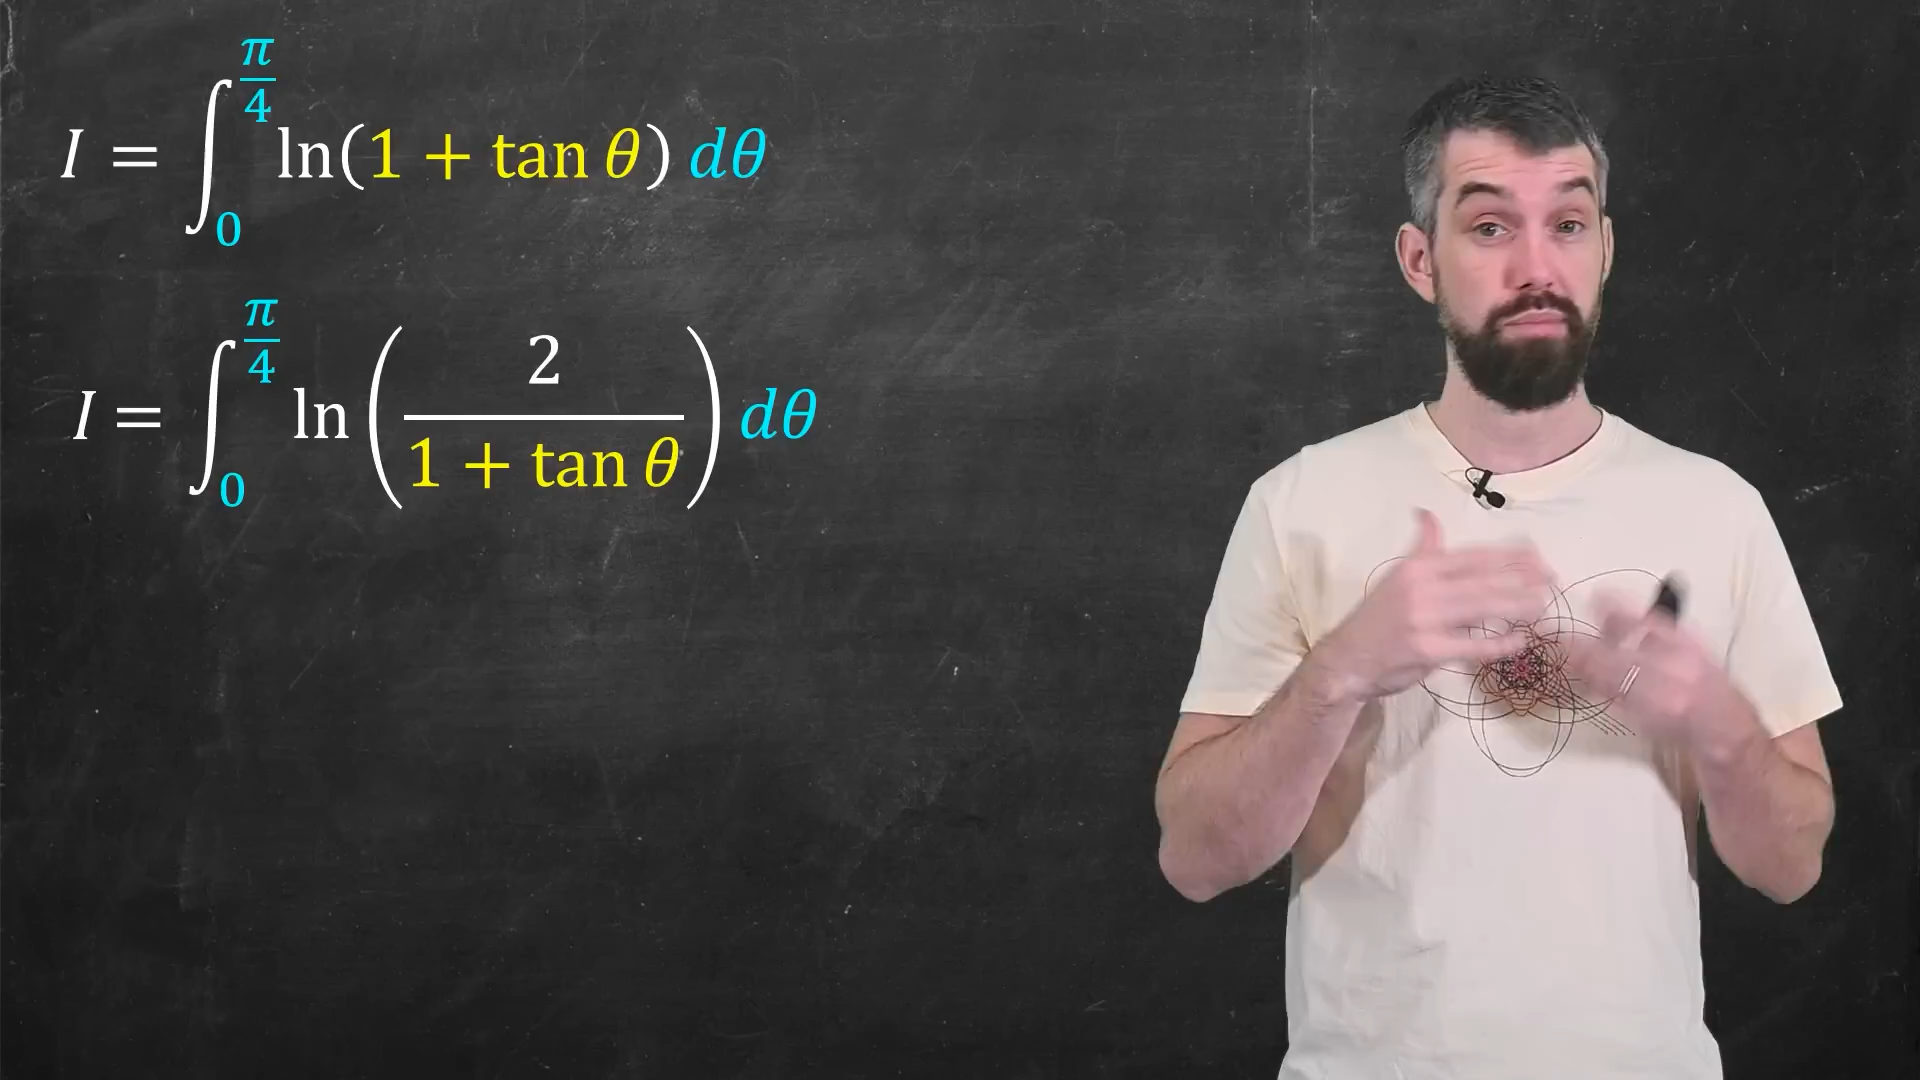 I = ∫₀^(π/4) ln(1 + tan θ) dθ
I = ∫₀^(π/4) ln(2/(1 + tan θ)) dθ